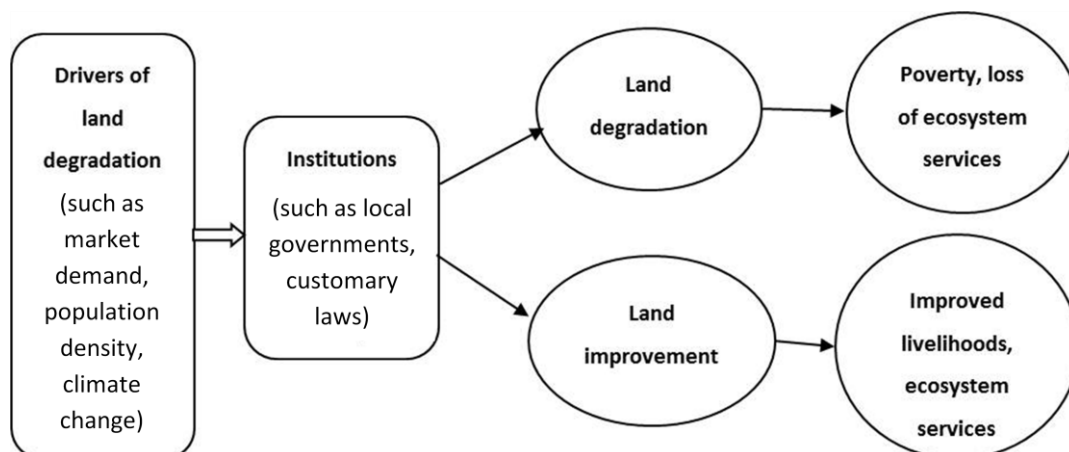 Drivers of
land
degradation
(such as
market
demand,
population
density,
climate
change)
Institutions
(such as local
governments,
customary
laws)
Land
degradation
Poverty, loss
of ecosystem
services
Land
improvement
Improved
livelihoods,
ecosystem
services